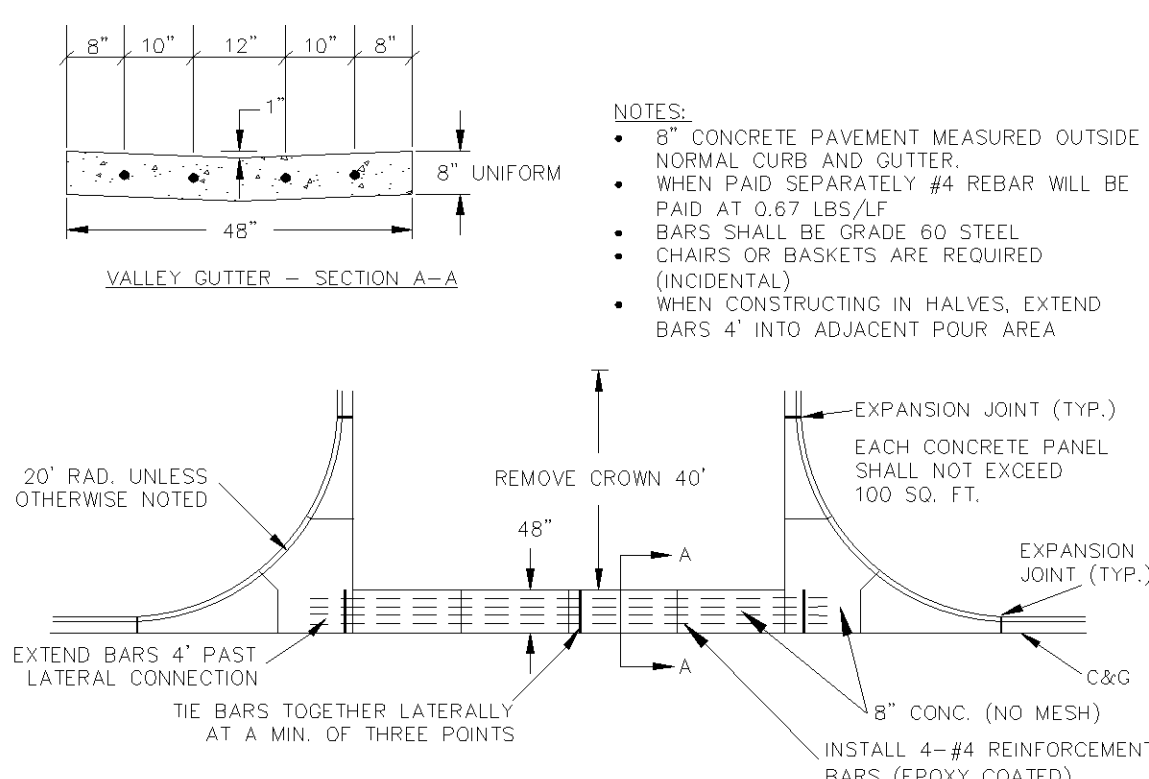 8" 10" 12" 10" 8"
1"
8" UNIFORM
48"
VALLEY GUTTER – SECTION A–A
NOTES:
• 8" CONCRETE PAVEMENT MEASURED OUTSIDE
NORMAL CURB AND GUTTER.
• WHEN PAID SEPARATELY #4 REBAR WILL BE
PAID AT 0.67 LBS/LF
• BARS SHALL BE GRADE 60 STEEL
• CHAIRS OR BASKETS ARE REQUIRED
(INCIDENTAL)
• WHEN CONSTRUCTING IN HALVES, EXTEND
BARS 4' INTO ADJACENT POUR AREA
20' RAD. UNLESS
OTHERWISE NOTED
REMOVE CROWN 40'
48"
A
A
EXPANSION JOINT (TYP.)
EACH CONCRETE PANEL
SHALL NOT EXCEED
100 SQ. FT.
EXPANSION
JOINT (TYP.)
EXTEND BARS 4' PAST
LATERAL CONNECTION
TIE BARS TOGETHER LATERALLY
AT A MIN. OF THREE POINTS
C&G
8" CONC. (NO MESH)
INSTALL 4–#4 REINFORCEMENT
BARS (EPOXY COATED)